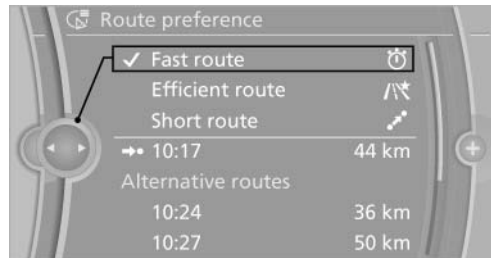 Route preference
Fast route
Efficient route
Short route
10:17 44 km
Alternative routes
10:24 36 km
10:27 50 km